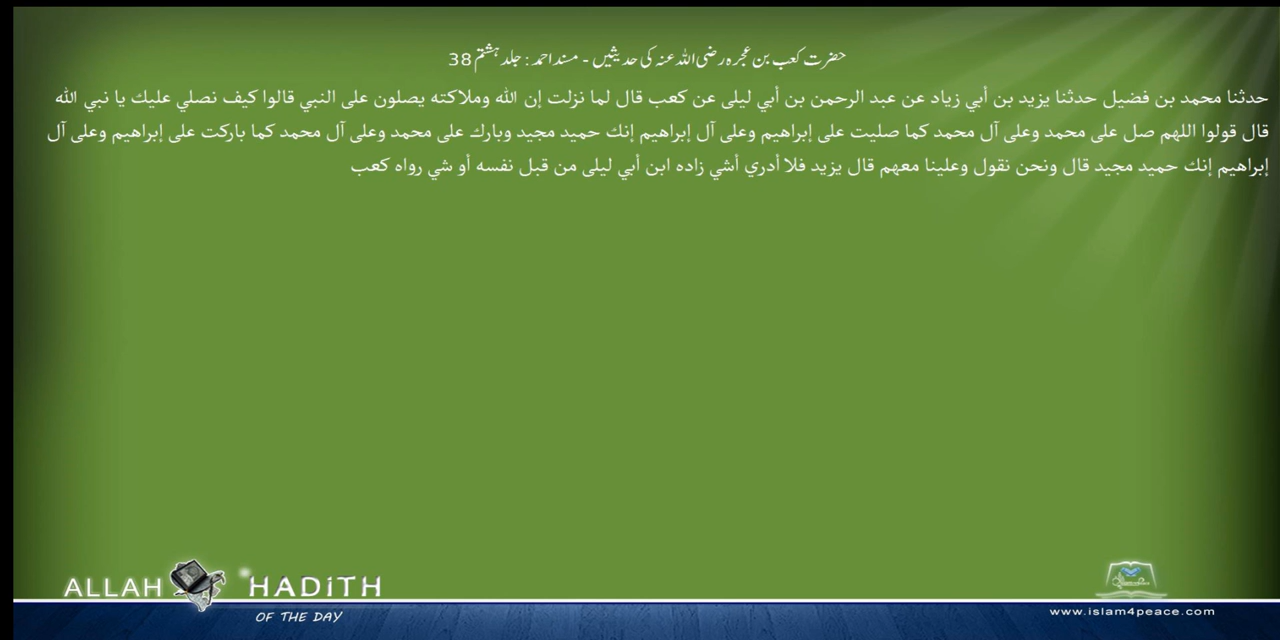 حضرت کعب بن عجرہ رضی اللہ عنہ کی حدیثیں - مسند احمد : جلد ہشتم 38
حدثنا محمد بن فضيل حدثنا يزيد بن أبي زياد عن عبد الرحمن بن أبي ليلى عن كعب قال لما نزلت إن الله وملاكته يصلون على النبي قالوا كيف نصلي عليك يا نبي الله
قال قولوا اللهم صل على محمد وعلى آل محمد كما صليت على إبراهيم وعلى آل إبراهيم إنك حميد مجيد وبارك على محمد وعلى آل محمد كما باركت على إبراهيم وعلى آل
إبراهيم إنك حميد مجيد قال ونحن نقول وعلينا معهم قال يزيد فلا أدري أشي زاده ابن أبي ليلى من قبل نفسه أو شي رواه كعب
ALLAH HADITH
OF THE DAY
www.islam4peace.com